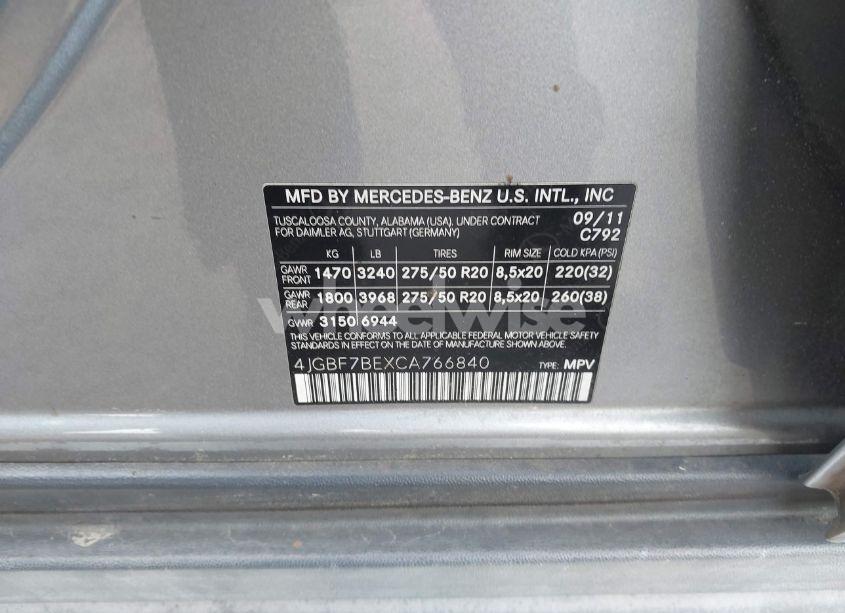 MFD BY MERCEDES-BENZ U.S. INTL., INC
TUSCALOOSA COUNTY, ALABAMA (USA). UNDER CONTRACT 09/11
FOR DAIMLER AG, STUTTGART (GERMANY) C792
KG LB TIRES RIM SIZE COLD KPA (PSI)
GAWR FRONT 1470 3240 275/50 R20 8,5x20 220(32)
GAWR REAR 1800 3968 275/50 R20 8,5x20 260(38)
GVWR 3150 6944
THIS VEHICLE CONFORMS TO ALL APPLICABLE FEDERAL MOTOR VEHICLE SAFETY
STANDARDS IN EFFECT ON THE DATE OF MANUFACTURE SHOWN ABOVE.
4JGBF7BEXCA766840 TYPE: MPV
wheelwise